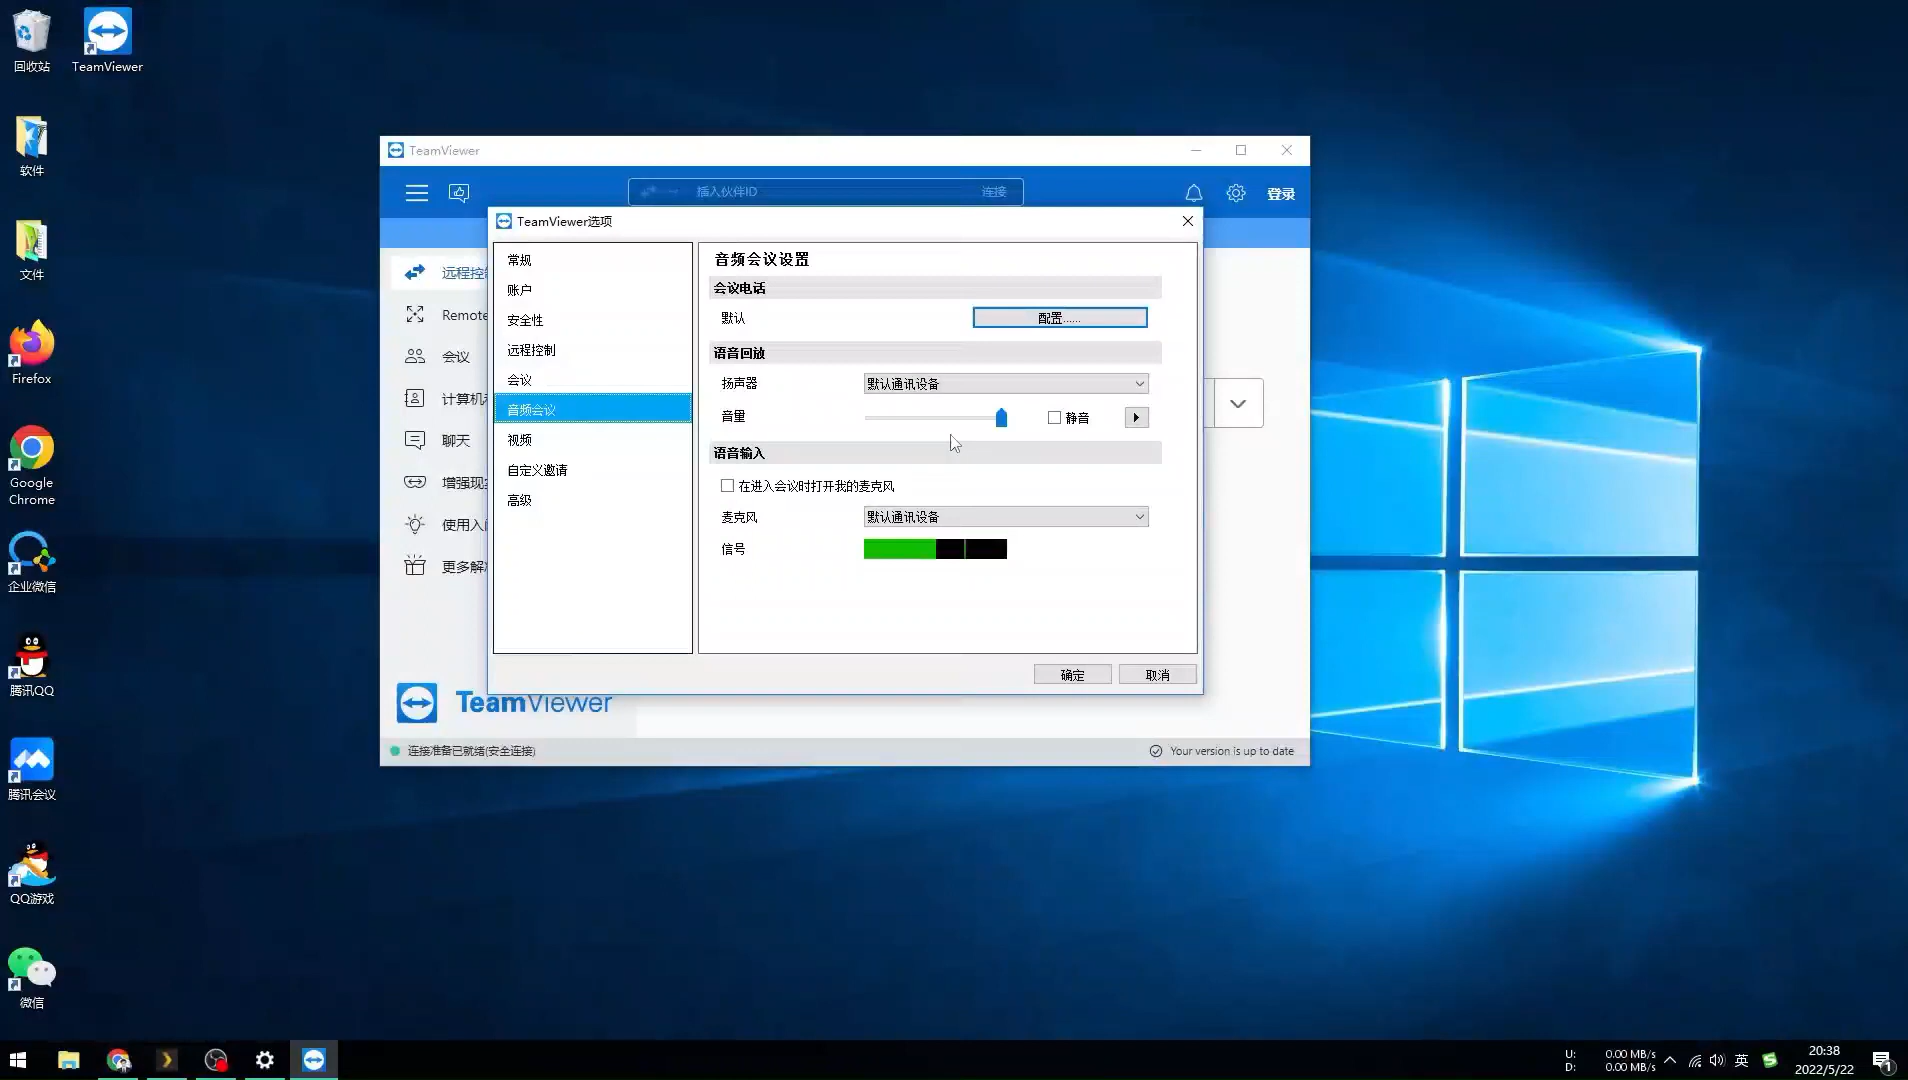 回收站
TeamViewer
软件
文件
Firefox
Google
Chrome
企业微信
腾讯QQ
腾讯会议
QQ游戏
微信
TeamViewer
插入伙伴ID
连接
登录
远程控
Remote
会议
计算机
聊天
增强现
使用入
更多解
TeamViewer
连接准备已就绪(安全连接)
Your version is up to date
TeamViewer选项
常规
账户
安全性
远程控制
会议
音频会议
视频
自定义邀请
高级
音频会议设置
会议电话
默认
配置......
语音回放
扬声器
默认通讯设备
音量
静音
语音输入
在进入会议时打开我的麦克风
麦克风
默认通讯设备
信号
确定
取消
U: 0.00 MB/s
D: 0.00 MB/s
英
20:38
2022/5/22
1